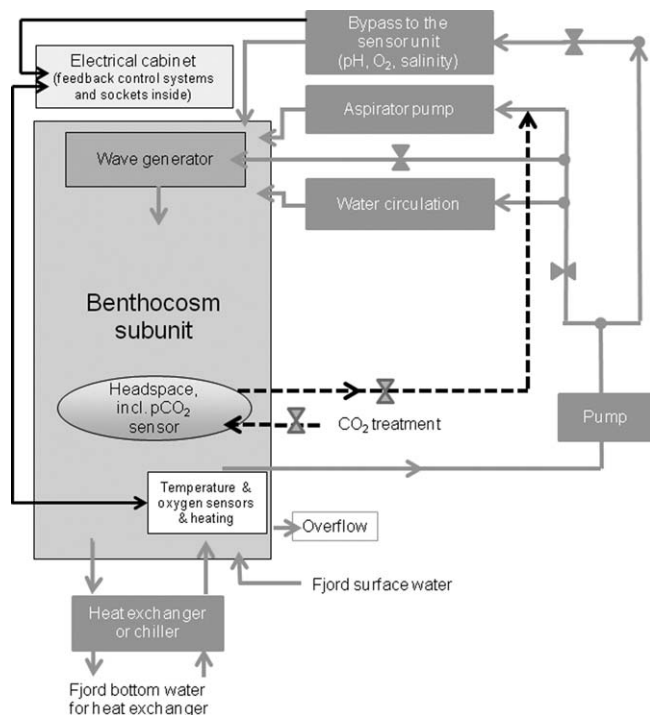 Bypass to the
sensor unit
(pH, O₂, salinity)
Electrical cabinet
(feedback control systems
and sockets inside)
Aspirator pump
Wave generator
Water circulation
Benthocosm
subunit
Headspace,
incl. pCO₂
sensor
CO₂ treatment
Pump
Temperature &
oxygen sensors
& heating
Overflow
Fjord surface water
Heat exchanger
or chiller
Fjord bottom water
for heat exchanger